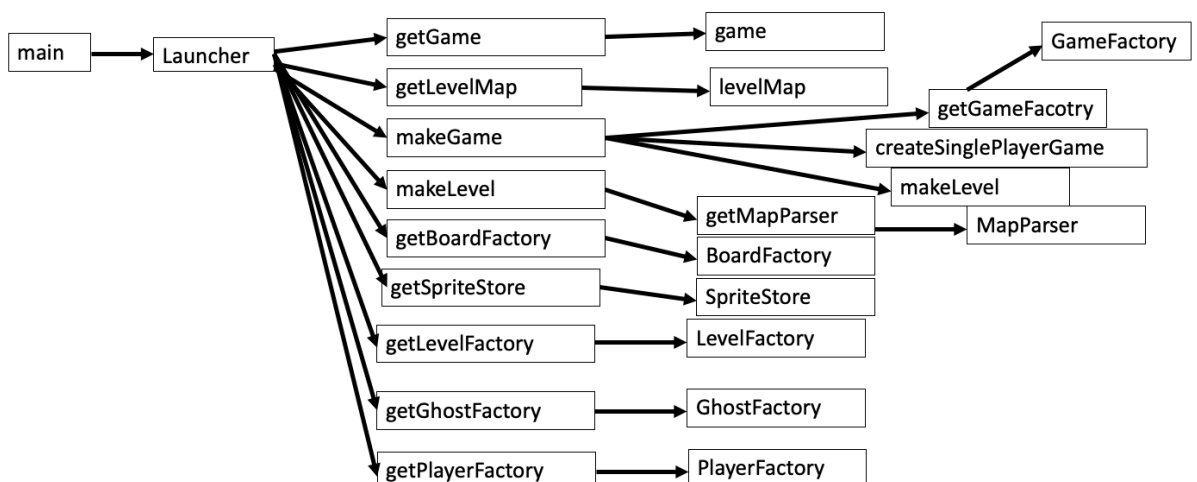 main
Launcher
getGame
game
GameFactory
getLevelMap
levelMap
getGameFacotry
makeGame
createSinglePlayerGame
makeLevel
makeLevel
getMapParser
MapParser
getBoardFactory
BoardFactory
getSpriteStore
SpriteStore
getLevelFactory
LevelFactory
getGhostFactory
GhostFactory
getPlayerFactory
PlayerFactory